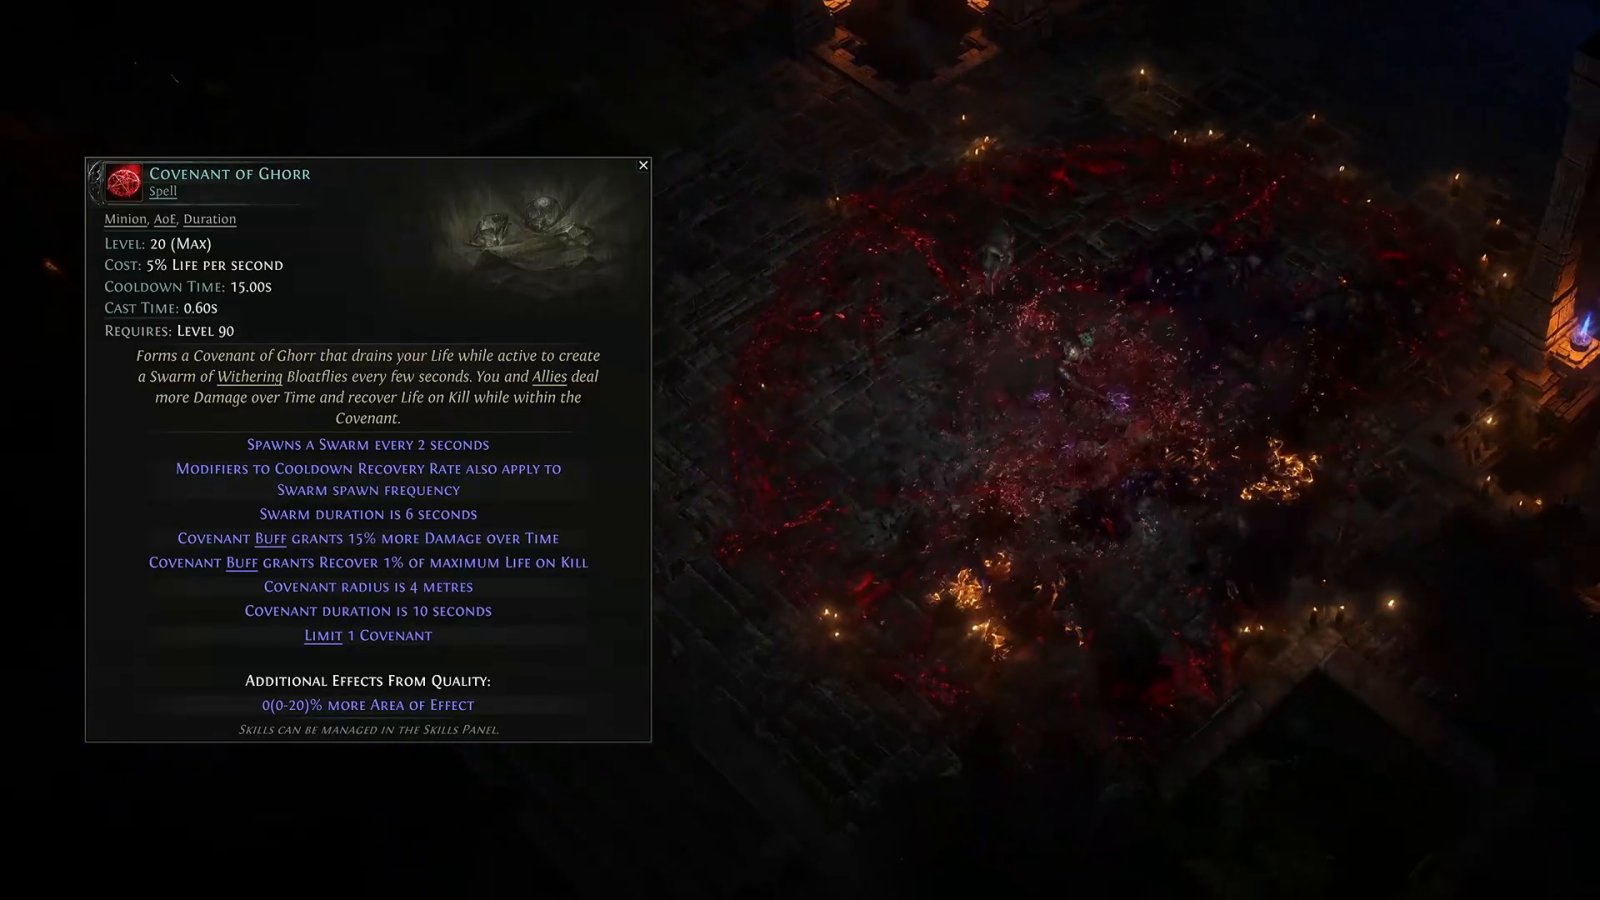 Covenant of Ghorr
Spell
Minion, AoE, Duration
Level: 20 (Max)
Cost: 5% Life per second
Cooldown Time: 15.00s
Cast Time: 0.60s
Requires: Level 90
Forms a Covenant of Ghorr that drains your Life while active to create
a Swarm of Withering Bloatflies every few seconds. You and Allies deal
more Damage over Time and recover Life on Kill while within the
Covenant.
Spawns a Swarm every 2 seconds
Modifiers to Cooldown Recovery Rate also apply to
Swarm spawn frequency
Swarm duration is 6 seconds
Covenant Buff grants 15% more Damage over Time
Covenant Buff grants Recover 1% of maximum Life on Kill
Covenant radius is 4 metres
Covenant duration is 10 seconds
Limit 1 Covenant
Additional Effects From Quality:
0(0-20)% more Area of Effect
Skills can be managed in the Skills Panel.